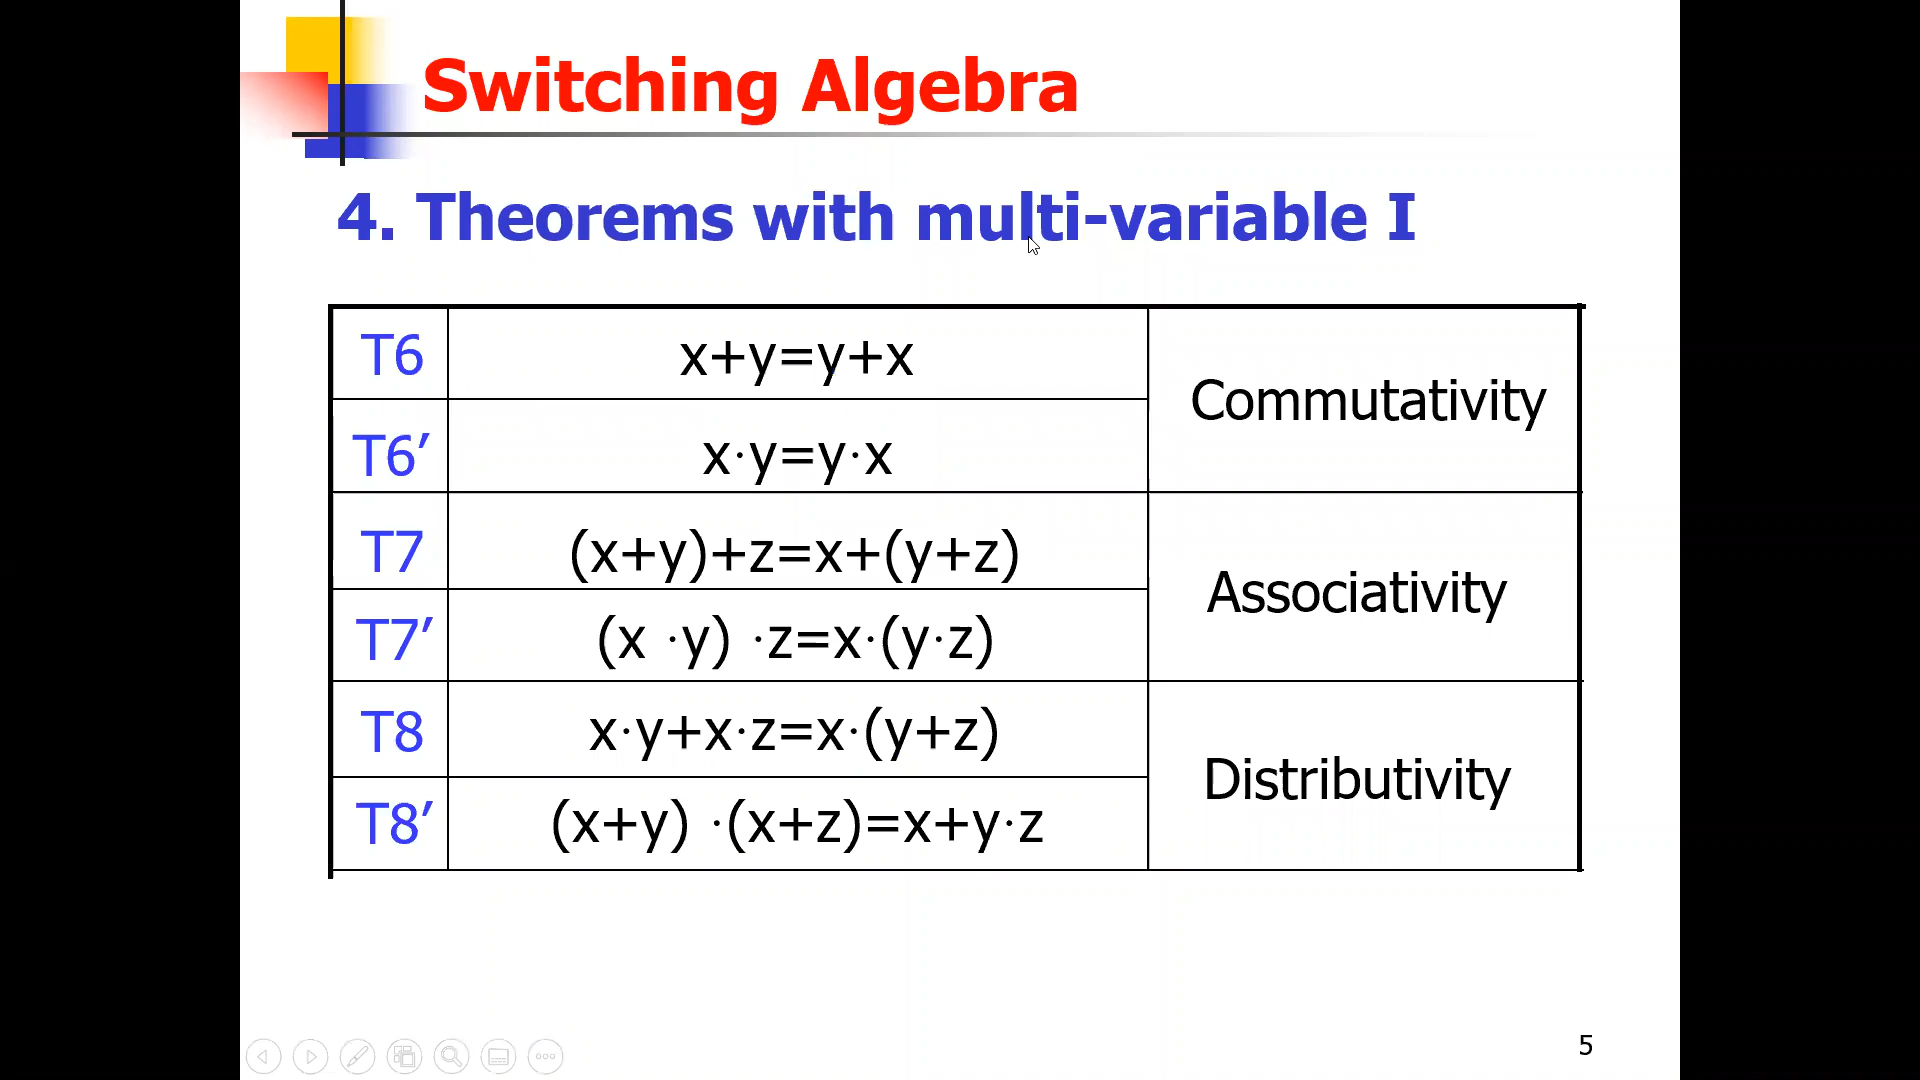 Switching Algebra
4. Theorems with multi-variable I
T6 x+y=y+x
Commutativity
T6′ x·y=y·x
T7 (x+y)+z=x+(y+z)
Associativity
T7′ (x ·y) ·z=x·(y·z)
T8 x·y+x·z=x·(y+z)
Distributivity
T8′ (x+y) ·(x+z)=x+y·z
5